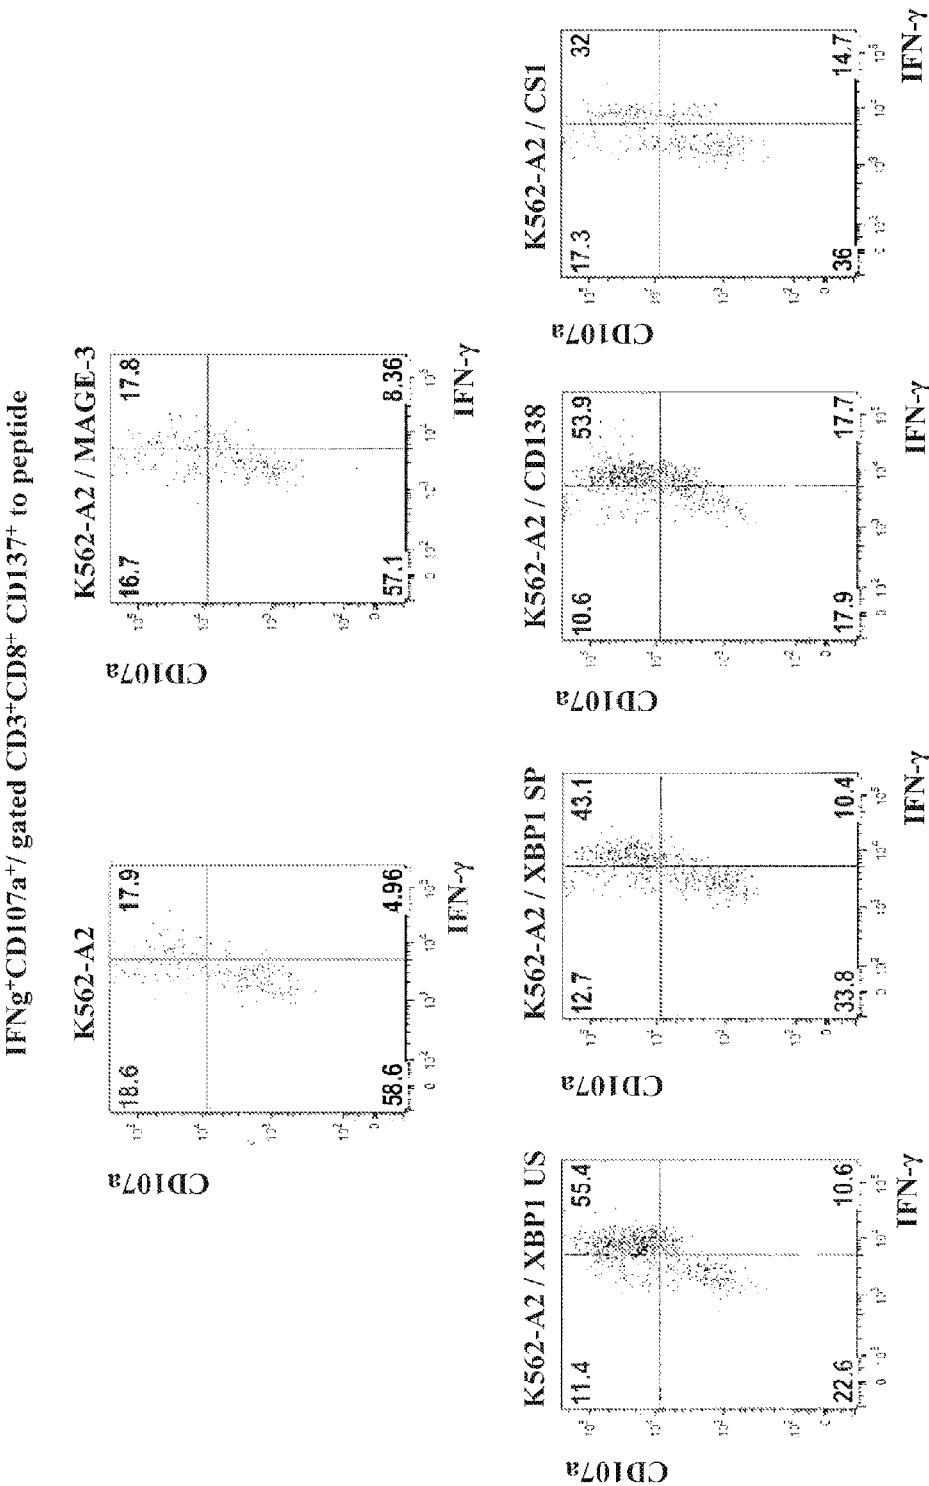 IFNg⁺CD107a⁺/ gated CD3⁺CD8⁺ CD137⁺ to peptide
K562-A2
18.6
17.9
58.6
4.96
CD107a
IFN-γ
K562-A2 / MAGE-3
16.7
17.8
57.1
8.36
CD107a
IFN-γ
K562-A2 / XBP1 US
11.4
55.4
22.6
10.6
CD107a
IFN-γ
K562-A2 / XBP1 SP
12.7
43.1
33.8
10.4
CD107a
IFN-γ
K562-A2 / CD138
10.6
53.9
17.9
17.7
CD107a
IFN-γ
K562-A2 / CS1
17.3
32
36
14.7
CD107a
IFN-γ